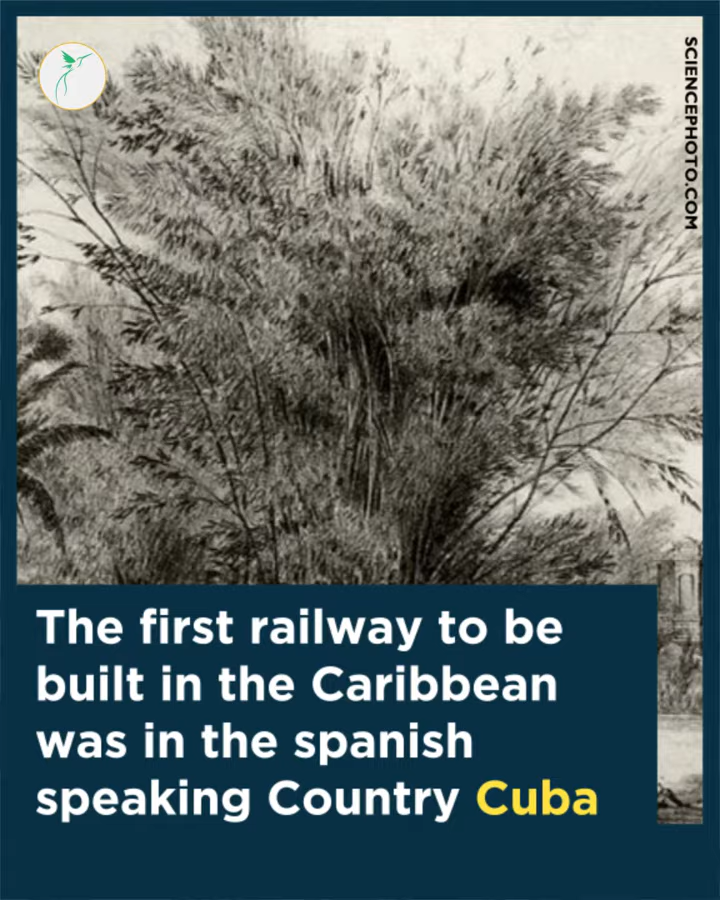 SCIENCEPHOTO.COM
The first railway to be
built in the Caribbean
was in the spanish
speaking Country Cuba